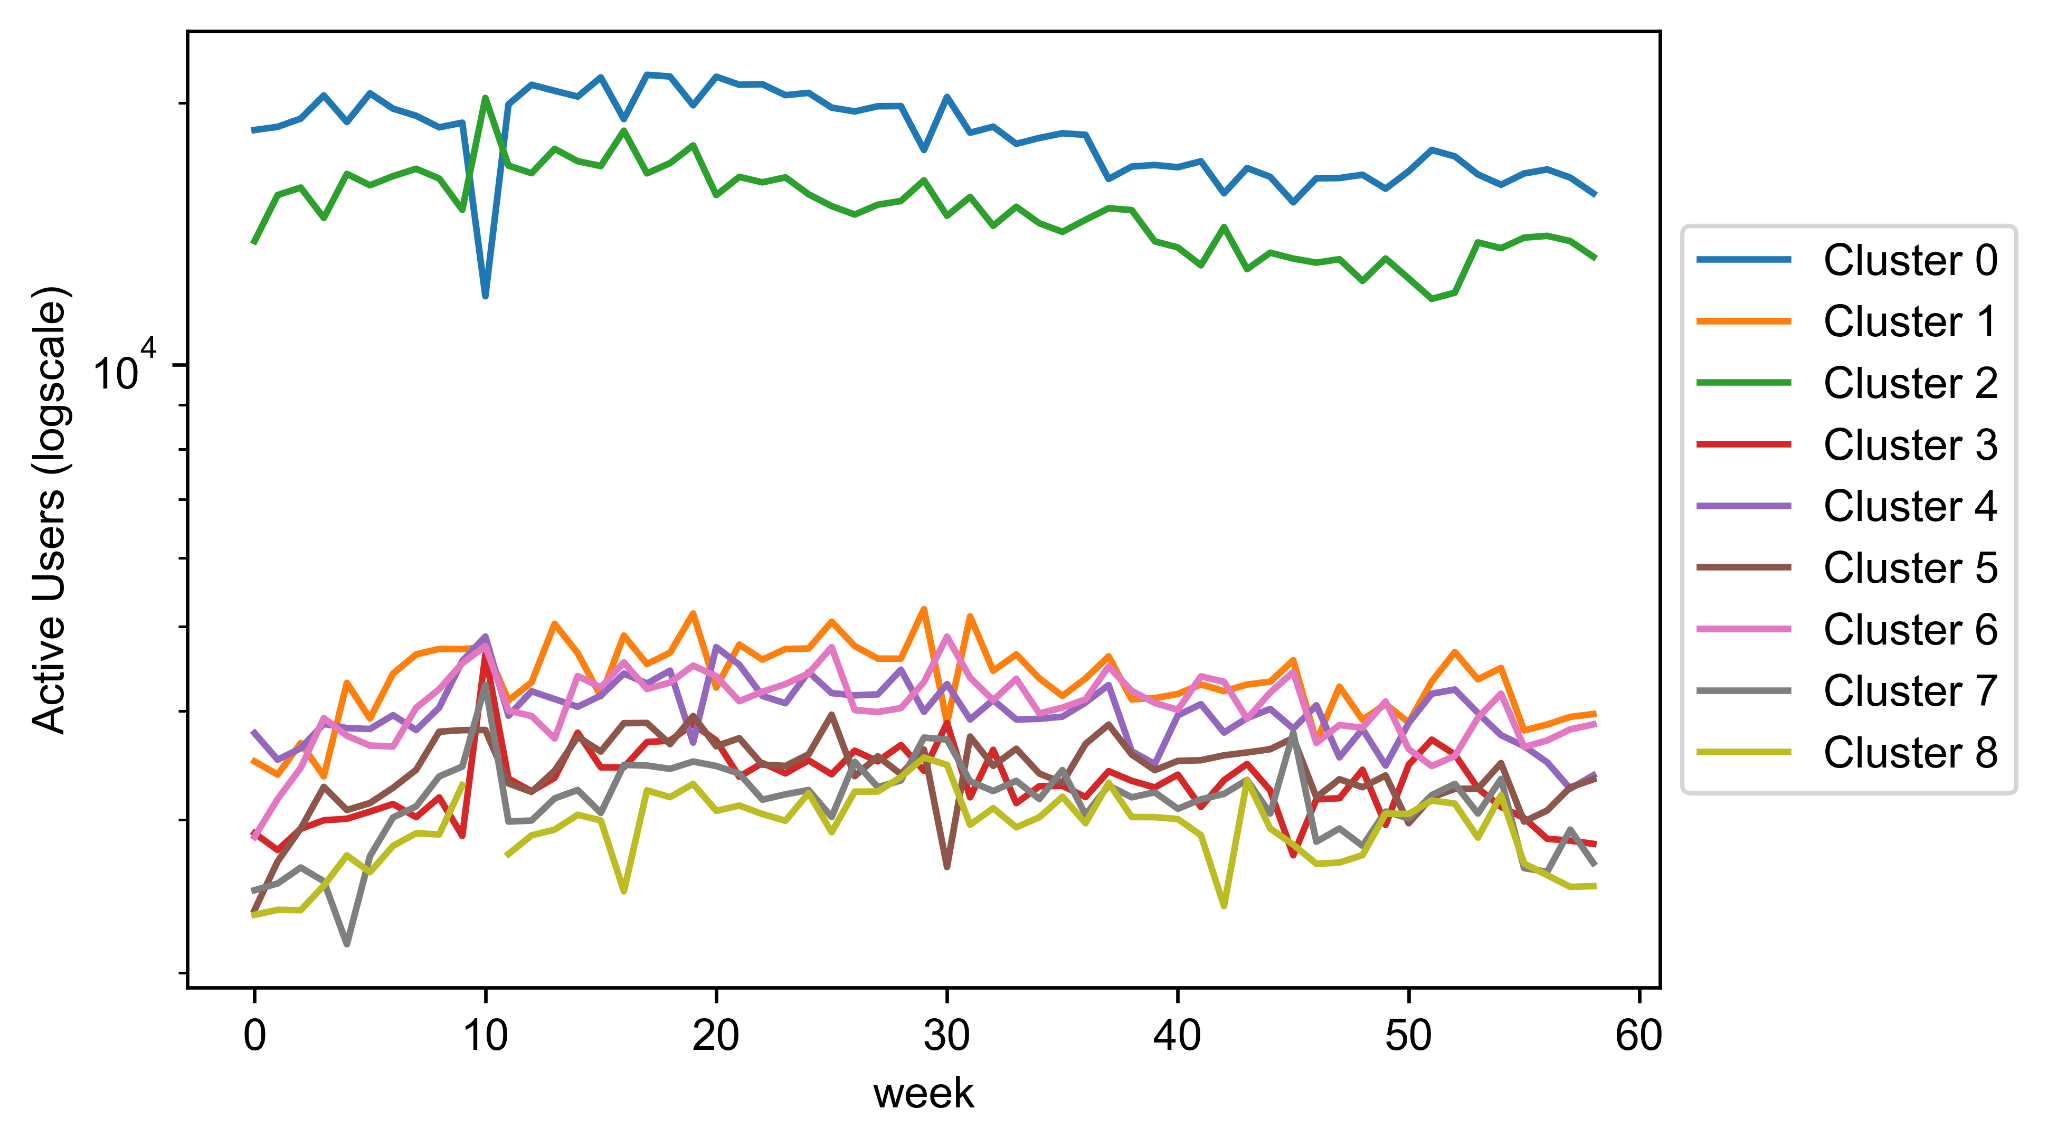 Active Users (logscale)
10^4
0 10 20 30 40 50 60
week
Cluster 0
Cluster 1
Cluster 2
Cluster 3
Cluster 4
Cluster 5
Cluster 6
Cluster 7
Cluster 8